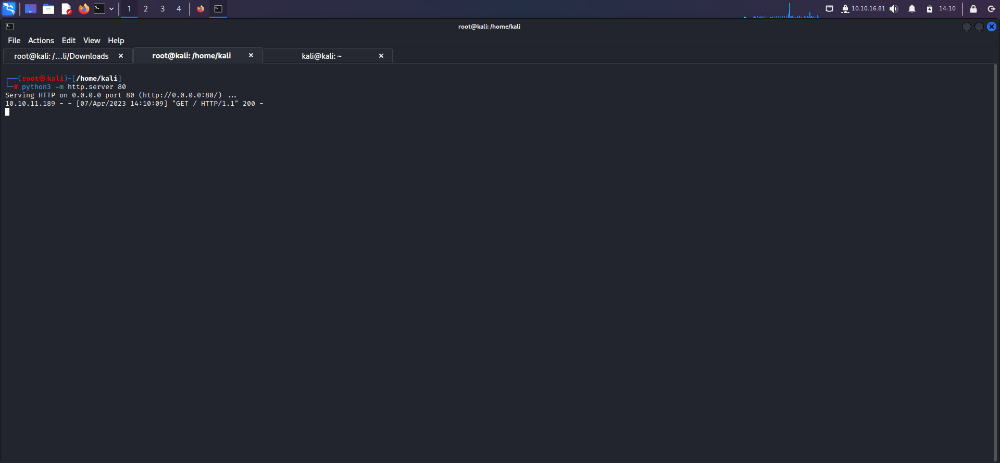 1 2 3 4 10.10.16.81 14:10
root@kali: /home/kali
File Actions Edit View Help
root@kali: /...li/Downloads root@kali: /home/kali kali@kali: ~
┌──(root㉿kali)-[/home/kali]
└─# python3 -m http.server 80
Serving HTTP on 0.0.0.0 port 80 (http://0.0.0.0:80/) ...
10.10.11.189 - - [07/Apr/2023 14:10:09] "GET / HTTP/1.1" 200 -